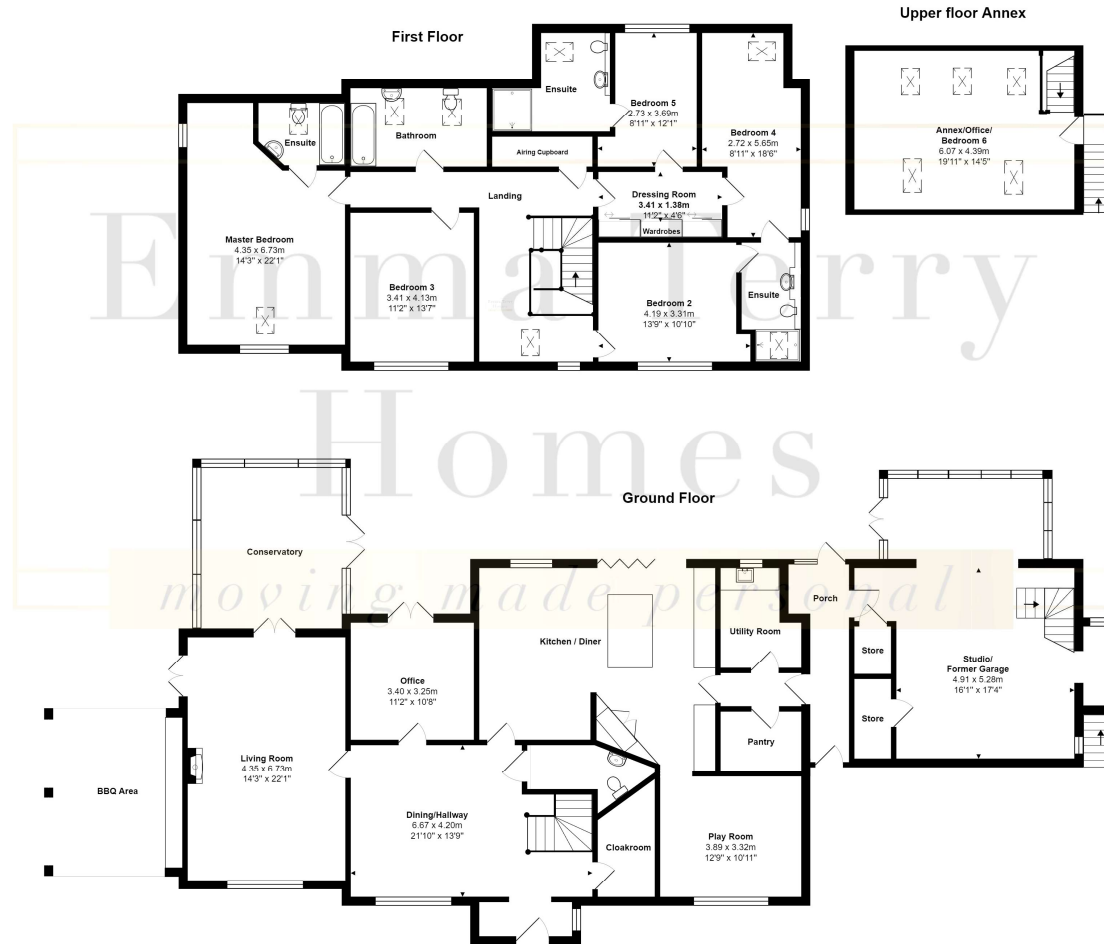 Upper floor Annex
First Floor
Ensuite
Bedroom 5
2.73 x 3.69m
8'11" x 12'1"
Bedroom 4
2.72 x 5.65m
8'11" x 18'6"
Annex/Office/
Bedroom 6
6.07 x 4.39m
19'11" x 14'5"
Ensuite
Bathroom
Airing Cupboard
Landing
Dressing Room
3.41 x 1.38m
11'2" x 4'6"
Wardrobes
Master Bedroom
4.35 x 6.73m
14'3" x 22'1"
Bedroom 3
3.41 x 4.13m
11'2" x 13'7"
Bedroom 2
4.19 x 3.31m
13'9" x 10'10"
Ensuite
Emma Terry
Homes
moving made personal
Ground Floor
Conservatory
Kitchen / Diner
Utility Room
Porch
Store
Store
Studio/
Former Garage
4.91 x 5.28m
16'1" x 17'4"
Office
3.40 x 3.25m
11'2" x 10'8"
Pantry
Living Room
4.35 x 6.73m
14'3" x 22'1"
BBQ Area
Dining/Hallway
6.67 x 4.20m
21'10" x 13'9"
Cloakroom
Play Room
3.89 x 3.32m
12'9" x 10'11"